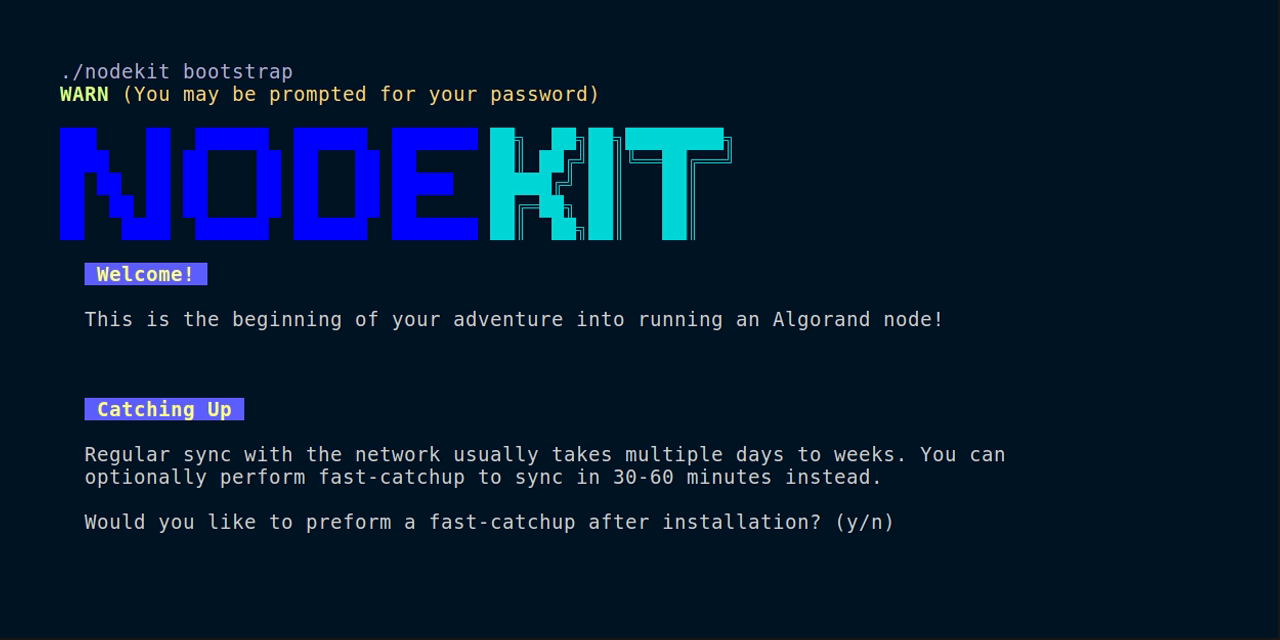 ./nodekit bootstrap
WARN (You may be prompted for your password)
NODEKIT
Welcome!
This is the beginning of your adventure into running an Algorand node!
Catching Up
Regular sync with the network usually takes multiple days to weeks. You can
optionally perform fast-catchup to sync in 30-60 minutes instead.
Would you like to preform a fast-catchup after installation? (y/n)